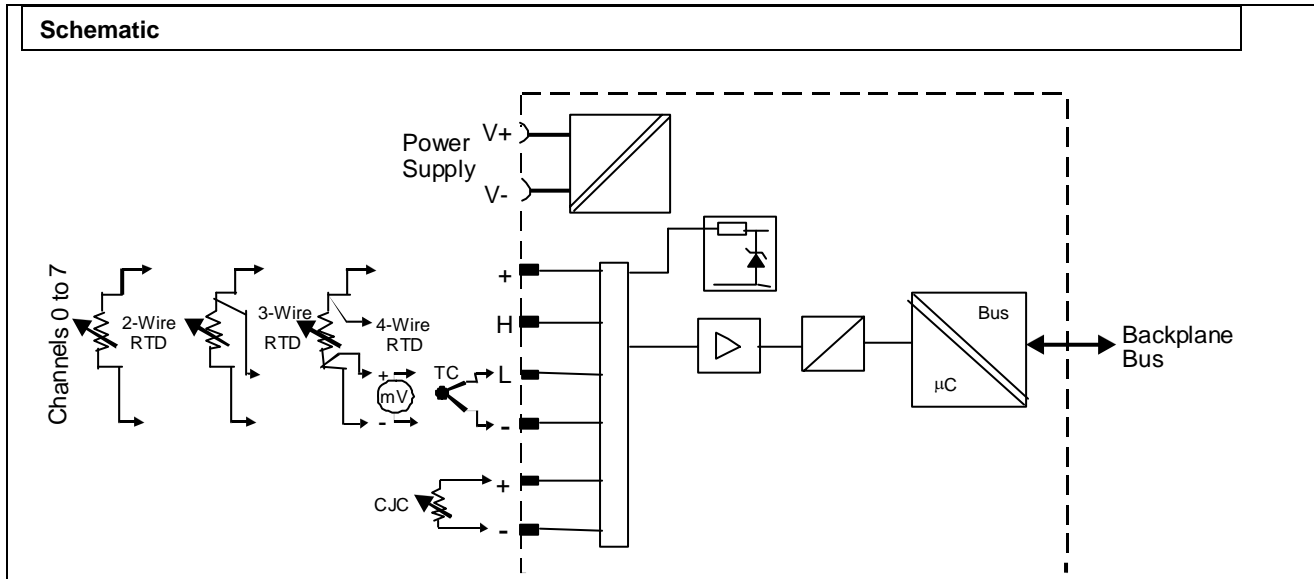 Schematic
Power
Supply
V+
V-
Channels 0 to 7
2-Wire
RTD
3-Wire
RTD
4-Wire
RTD
+
mV
-
TC
+
H
L
-
CJC
+
-
Bus
µC
Backplane
Bus